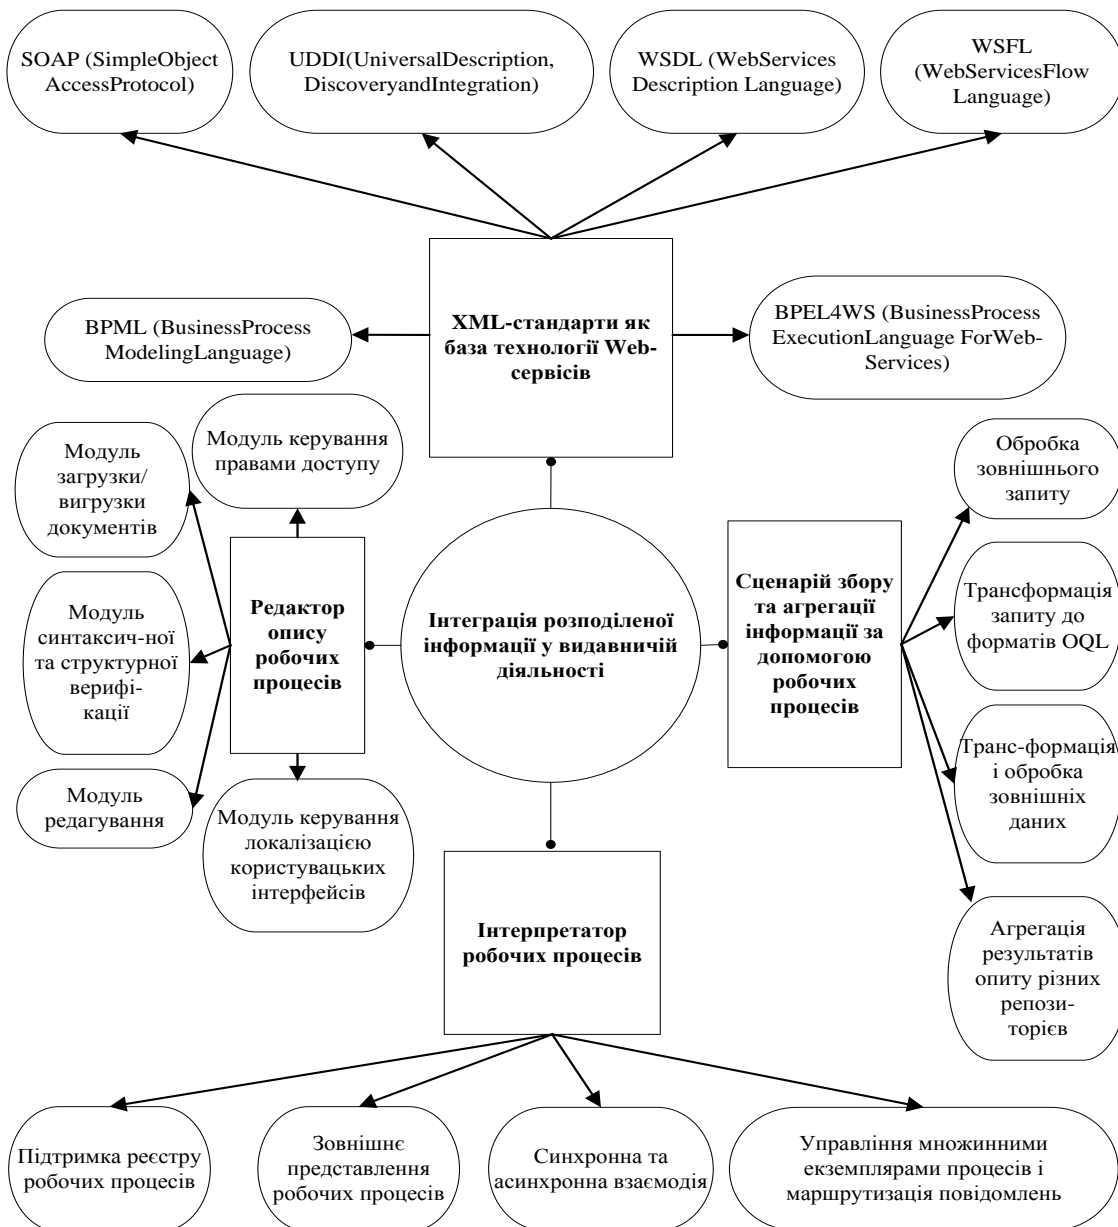 SOAP (SimpleObject
AccessProtocol)
UDDI(UniversalDescription,
DiscoveryandIntegration)
WSDL (WebServices
Description Language)
WSFL
(WebServicesFlow
Language)
BPML (BusinessProcess
ModelingLanguage)
XML-стандарти як
база технології Web-
сервісів
BPEL4WS (BusinessProcess
ExecutionLanguage ForWeb-
Services)
Модуль
загрузки/
вигрузки
документів
Модуль керування
правами доступу
Обробка
зовнішнього
запиту
Модуль
синтаксич-ної
та структурної
верифі-
кації
Редактор
опису
робочих
процесів
Інтеграція розподіленої
інформації у видавничій
діяльності
Сценарій збору
та агрегації
інформації за
допомогою
робочих
процесів
Трансформація
запиту до
форматів OQL
Модуль
редагування
Модуль керування
локалізацією
користувацьких
інтерфейсів
Транс-формація
і обробка
зовнішніх
даних
Інтерпретатор
робочих процесів
Агрегація
результатів
опиту різних
репози-
торієв
Підтримка реєстру
робочих процесів
Зовнішнє
представлення
робочих процесів
Синхронна та
асинхронна взаємодія
Управління множинними
екземплярами процесів і
маршрутизація повідомлень